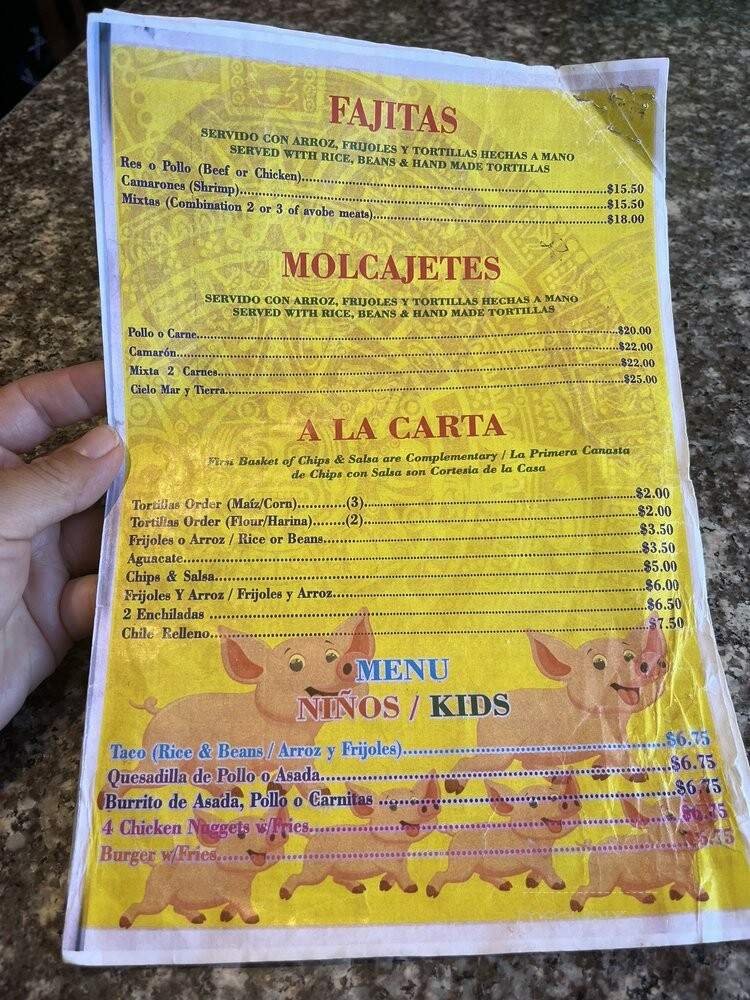 FAJITAS
SERVIDO CON ARROZ, FRIJOLES Y TORTILLAS HECHAS A MANO
SERVED WITH RICE, BEANS & HAND MADE TORTILLAS
Res o Pollo (Beef or Chicken)....................$15.50
Camarones (Shrimp)....................$15.50
Mixtas (Combination 2 or 3 of avobe meats)....................$18.00
MOLCAJETES
SERVIDO CON ARROZ, FRIJOLES Y TORTILLAS HECHAS A MANO
SERVED WITH RICE, BEANS & HAND MADE TORTILLAS
Pollo o Carne....................$20.00
Camarón....................$22.00
Mixta 2 Carnes....................$22.00
Cielo Mar y Tierra....................$25.00
A LA CARTA
First Basket of Chips & Salsa are Complementary / La Primera Canasta
de Chips con Salsa son Cortesia de la Casa
Tortillas Order (Maíz/Corn).........(3)....................$2.00
Tortillas Order (Flour/Harina).........(2)....................$2.00
Frijoles o Arroz / Rice or Beans....................$3.50
Aguacate....................$3.50
Chips & Salsa....................$5.00
Frijoles Y Arroz / Frijoles y Arroz....................$6.00
2 Enchiladas ....................$6.50
Chile Relleno....................$7.50
MENU
NIÑOS / KIDS
Taco (Rice & Beans / Arroz y Frijoles)....................$6.75
Quesadilla de Pollo o Asada....................$6.75
Burrito de Asada, Pollo o Carnitas ....................$6.75
4 Chicken Nuggets w/Fries....................$6.75
Burger w/Fries....................$6.75